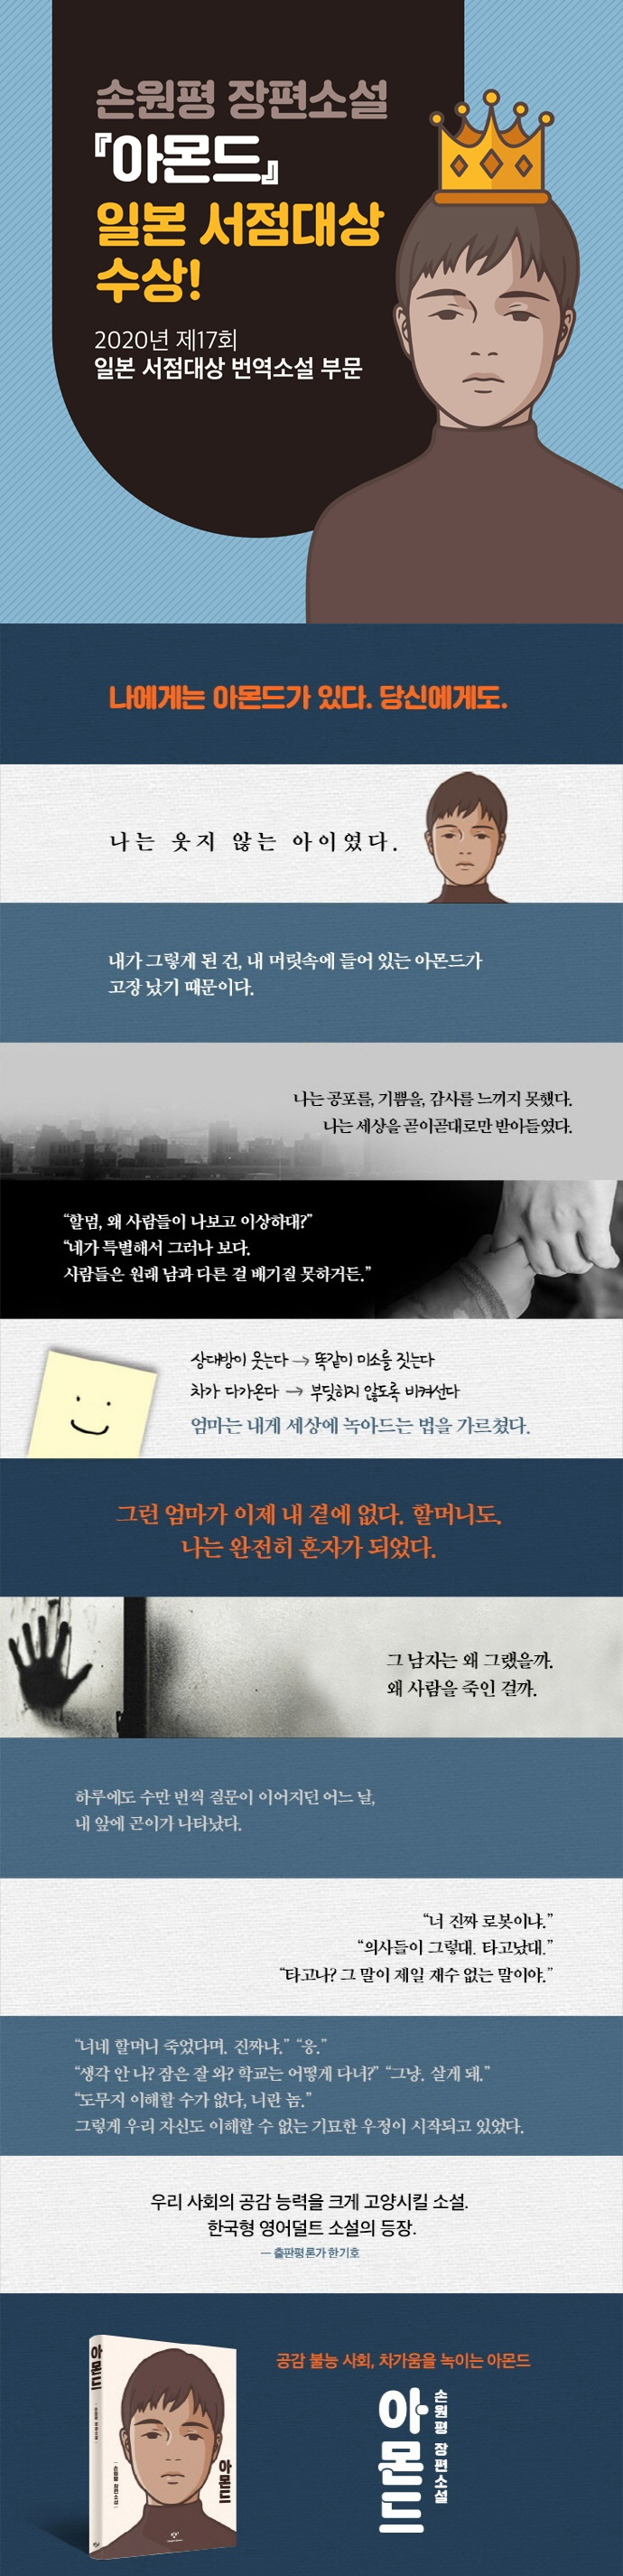 손원평 장편소설
『아몬드』
일본 서점대상
수상!
2020년 제17회
일본 서점대상 번역소설 부문
나에게는 아몬드가 있다. 당신에게도.
나는 웃지 않는 아이였다.
내가 그렇게 된 건, 내 머릿속에 들어 있는 아몬드가
고장 났기 때문이다.
나는 공포를, 기쁨을, 감사를 느끼지 못했다.
나는 세상을 곧이곧대로만 받아들였다.
“할멈, 왜 사람들이 나보고 이상하대?”
“네가 특별해서 그러나 보다.
사람들은 원래 남과 다른 걸 배기질 못하거든.”
상대방이 웃는다 → 똑같이 미소를 짓는다
차가 다가온다 → 부딪히지 않도록 비켜선다
엄마는 내게 세상에 녹아드는 법을 가르쳤다.
그런 엄마가 이제 내 곁에 없다. 할머니도.
나는 완전히 혼자가 되었다.
그 남자는 왜 그랬을까.
왜 사람을 죽인 걸까.
하루에도 수만 번씩 질문이 이어지던 어느 날,
내 앞에 곤이가 나타났다.
“너 진짜 로봇이냐.”
“의사들이 그렇대. 타고났대.”
“타고나? 그 말이 제일 재수 없는 말이야.”
“너네 할머니 죽었다며. 진짜냐.” “응.”
“생각 안 나? 잠은 잘 와? 학교는 어떻게 다녀?” “그냥. 살게 돼.”
“도무지 이해할 수가 없다, 너란 놈.”
그렇게 우리 자신도 이해할 수 없는 기묘한 우정이 시작되고 있었다.
우리 사회의 공감 능력을 크게 고양시킬 소설.
한국형 영어덜트 소설의 등장.
— 출판평론가 한기호
아몬드
손원평 장편소설
아몬드
손원평 장편소설
공감 불능 사회, 차가움을 녹이는 아몬드
아몬드
손원평 장편소설